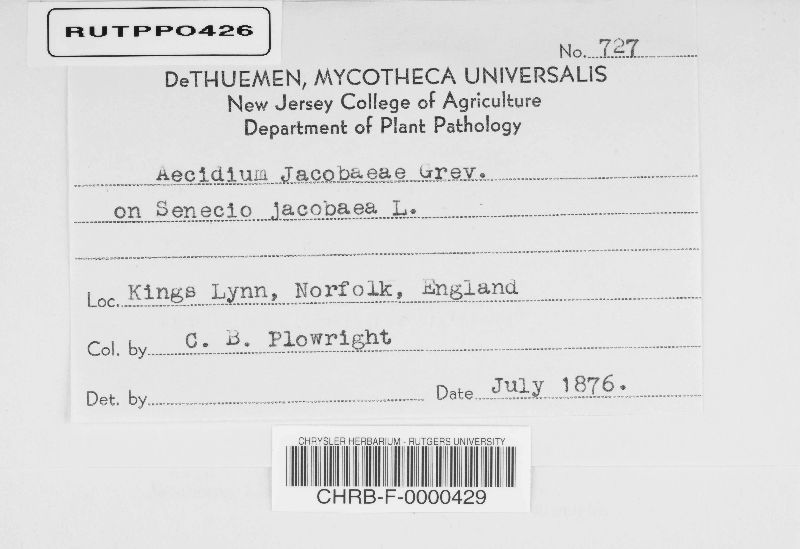 RUTPP0426
No. 727
DeTHUEMEN, MYCOTHECA UNIVERSALIS
New Jersey College of Agriculture
Department of Plant Pathology
Aecidium Jacobaeae Grev.
on Senecio jacobaea L.
Loc. Kings Lynn, Norfolk, England
Col. by C. B. Plowright
Det. by
Date July 1876.
CHRYSLER HERBARIUM - RUTGERS UNIVERSITY
CHRB-F-0000429